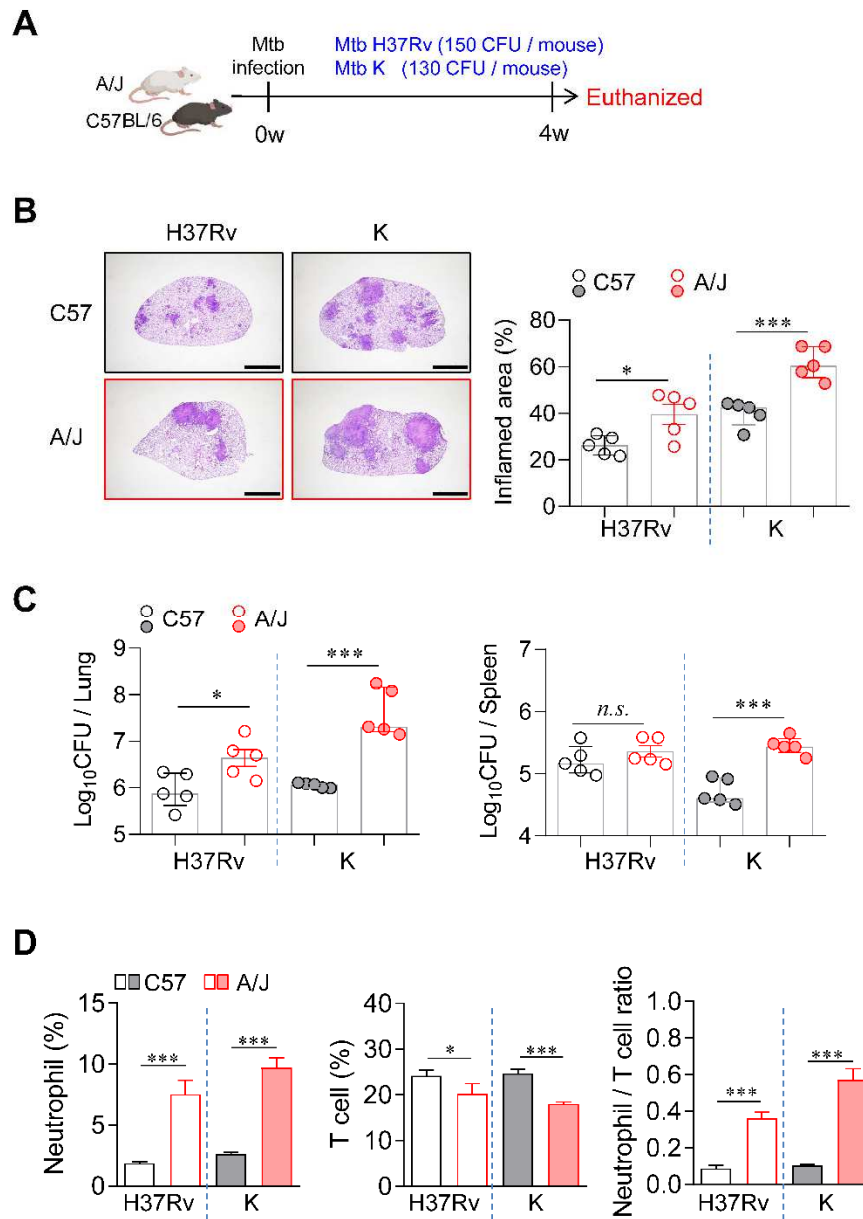 A
A/J
C57BL/6
Mtb
infection
Mtb H37Rv (150 CFU / mouse)
Mtb K (130 CFU / mouse)
Euthanized
0w
4w
B
H37Rv
K
C57
A/J
C57
A/J
Inflamed area (%)
80
60
40
20
0
*
***
H37Rv
K
C
C57
A/J
Log10CFU / Lung
9
8
7
6
5
*
***
H37Rv
K
Log10CFU / Spleen
7
6
5
4
n.s.
***
H37Rv
K
D
C57
A/J
Neutrophil (%)
15
10
5
0
***
***
H37Rv
K
T cell (%)
40
30
20
10
0
*
***
H37Rv
K
Neutrophil / T cell ratio
1.0
0.8
0.6
0.4
0.2
0.0
***
***
H37Rv
K